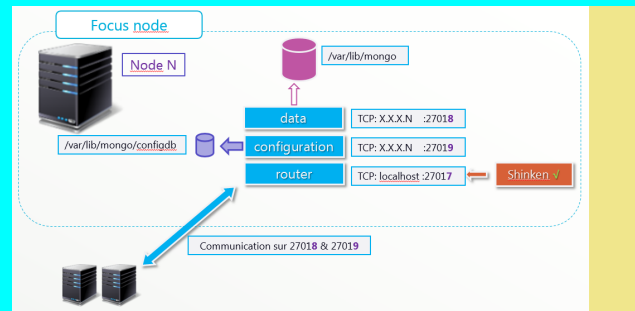 Focus node
Node N
/var/lib/mongo
data
TCP: X.X.X.N :27018
/var/lib/mongo/configdb
configuration
TCP: X.X.X.N :27019
router
TCP: localhost :27017
Shinken √
Communication sur 27018 & 27019